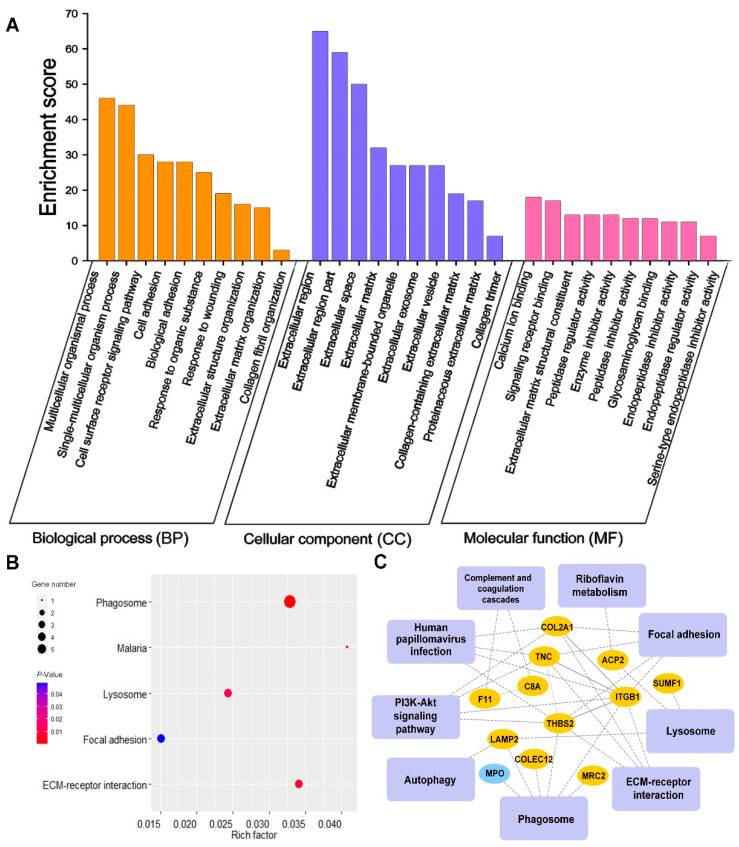 A
Enrichment score
70
60
50
40
30
20
10
0
Multicellular organismal process
Single-multicellular organism process
Cell surface receptor signaling pathway
Cell adhesion
Biological adhesion
Response to organic substance
Response to wounding
Extracellular structure organization
Extracellular matrix organization
Collagen fibril organization
Extracellular region
Extracellular region part
Extracellular space
Extracellular matrix
Extracellular membrane-bounded organelle
Extracellular exosome
Extracellular vesicle
Collagen-containing extracellular matrix
Proteinaceous extracellular matrix
Collagen trimer
Calcium ion binding
Signaling receptor binding
Extracellular matrix structural constituent
Peptidase regulator activity
Enzyme inhibitor activity
Peptidase inhibitor activity
Glycosaminoglycan binding
Endopeptidase inhibitor activity
Endopeptidase regulator activity
Serine-type endopeptidase inhibitor activity
Biological process (BP)
Cellular component (CC)
Molecular function (MF)
B
Gene number
1
2
3
4
5
P-Value
0.04
0.03
0.02
0.01
Phagosome
Malaria
Lysosome
Focal adhesion
ECM-receptor interaction
0.015
0.020
0.025
0.030
0.035
0.040
Rich factor
C
Complement and
coagulation
cascades
Riboflavin
metabolism
Human
papillomavirus
infection
Focal adhesion
PI3K-Akt
signaling
pathway
Lysosome
Autophagy
ECM-receptor
interaction
Phagosome
COL2A1
TNC
ACP2
C8A
SUMF1
F11
ITGB1
THBS2
LAMP2
COLEC12
MPO
MRC2